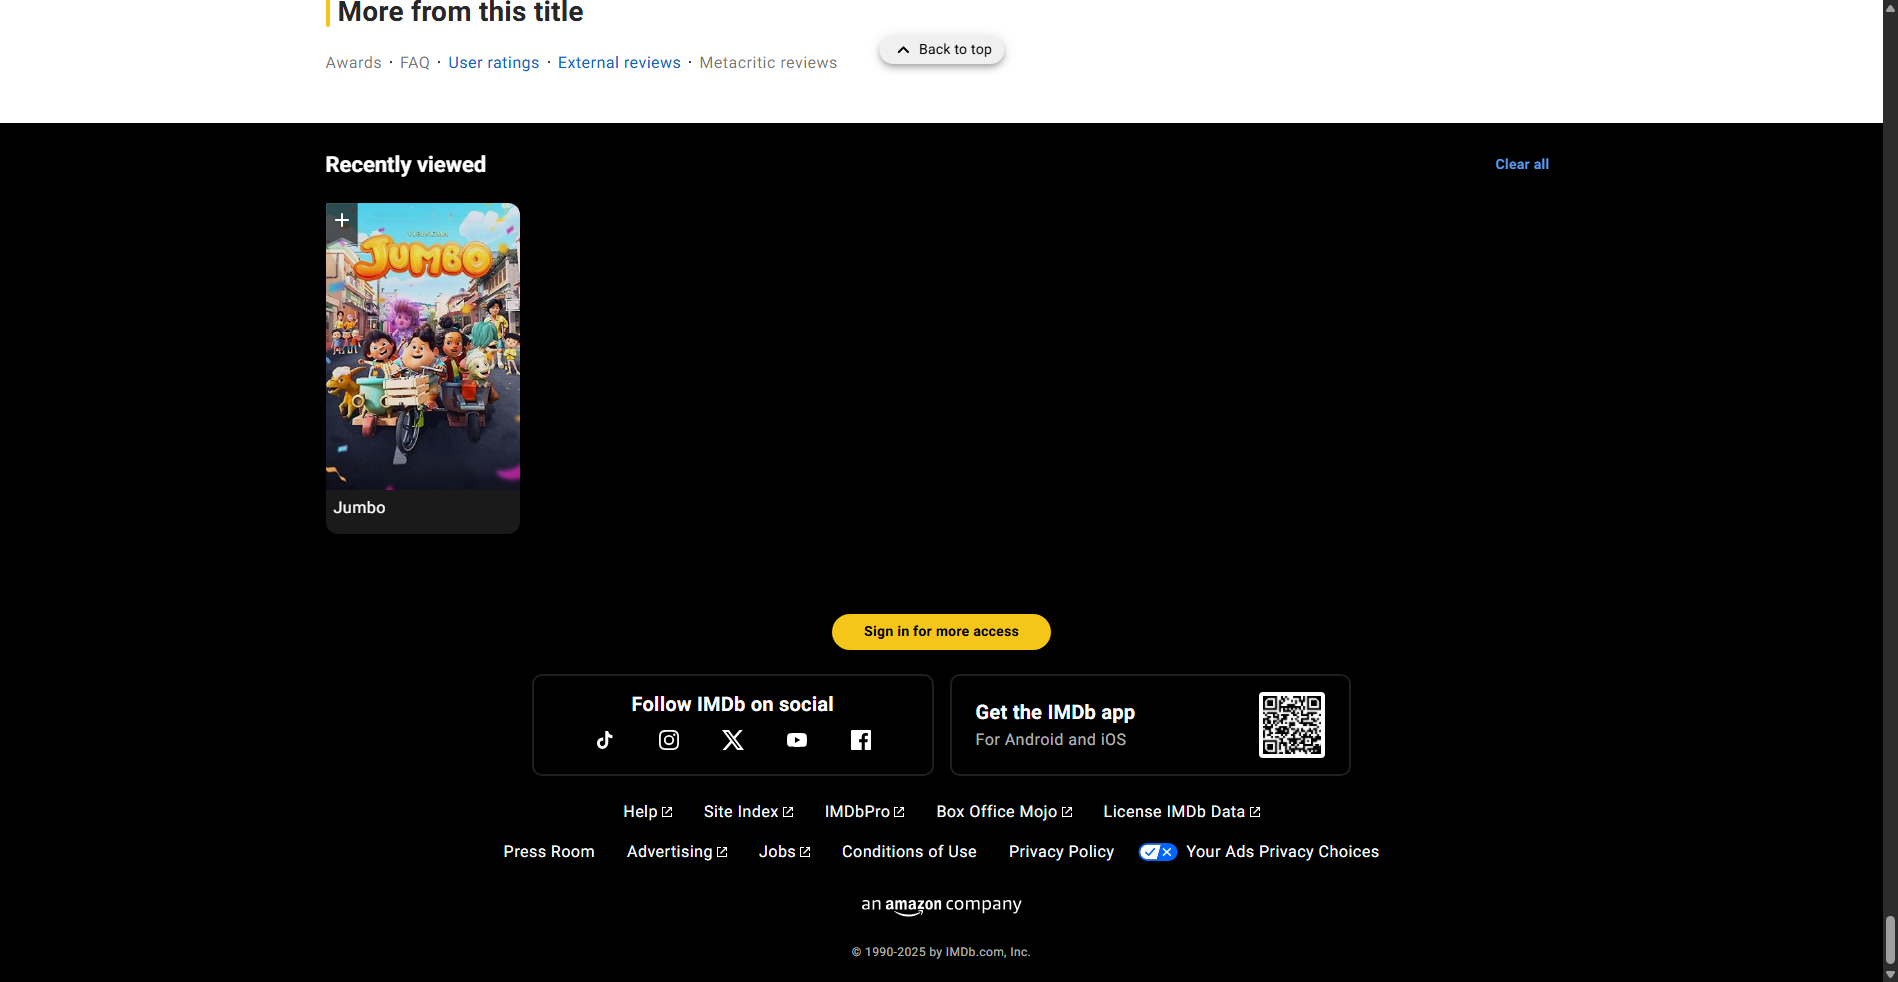 More from this title
Back to top
Awards · FAQ · User ratings · External reviews · Metacritic reviews
Recently viewed
Clear all
JUMBO
Jumbo
Sign in for more access
Follow IMDb on social
Get the IMDb app
For Android and iOS
Help Site Index IMDbPro Box Office Mojo License IMDb Data
Press Room Advertising Jobs Conditions of Use Privacy Policy Your Ads Privacy Choices
an amazon company
© 1990-2025 by IMDb.com, Inc.